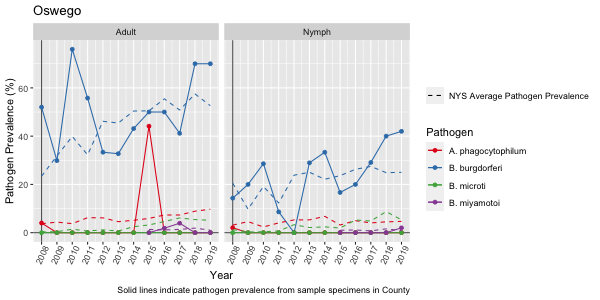 Oswego
Adult
Nymph
Pathogen Prevalence (%)
60
40
20
0
2008 2009 2010 2011 2012 2013 2014 2015 2016 2017 2018 2019
2008 2009 2010 2011 2012 2013 2014 2015 2016 2017 2018 2019
Year
Solid lines indicate pathogen prevalence from sample specimens in County
NYS Average Pathogen Prevalence
Pathogen
A. phagocytophilum
B. burgdorferi
B. microti
B. miyamotoi